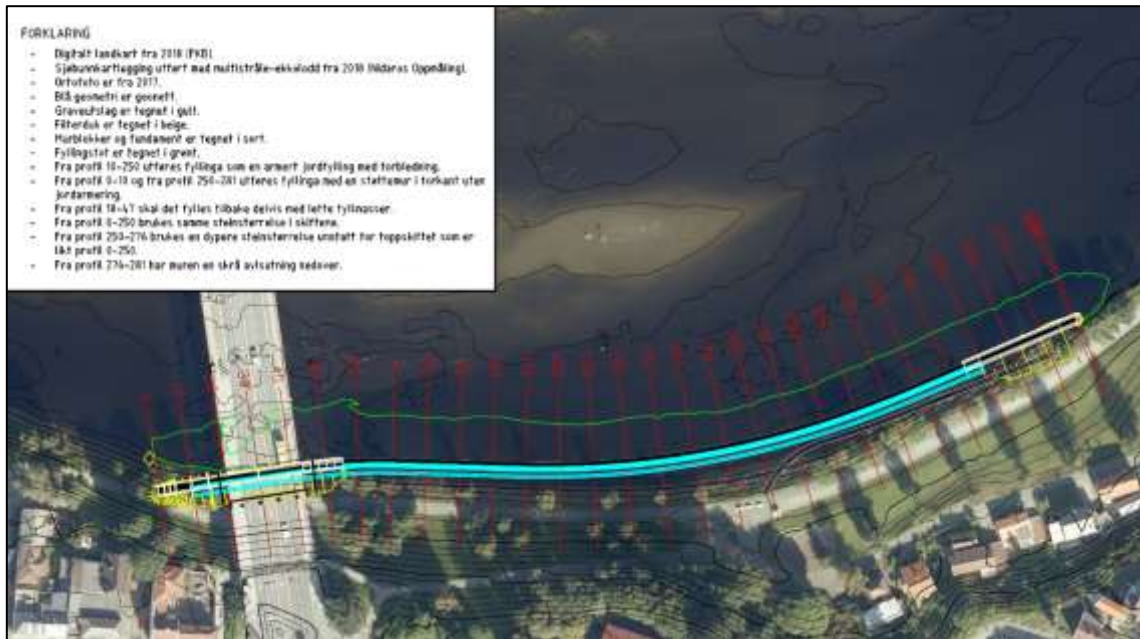 FORKLARING
- Digitalt landkart fra 2018 (FKB).
- Sjøbunnkartlegging utført med multistråle-ekkolodd fra 2018 (Nidaros Oppmåling).
- Ortofoto er fra 2017.
- Blå geometri er geonett.
- Graveutslag er tegnet i gult.
- Filterduk er tegnet i beige.
- Murblokker og fundament er tegnet i sort.
- Fyllingsfot er tegnet i grønt.
- Fra profil 10-250 utføres fyllinga som en armert jordfylling med forblending.
- Fra profil 0-10 og fra profil 250-281 utføres fyllinga med en støttemur i forkant uten
jordarmering.
- Fra profil 18-47 skal det fylles tilbake delvis med lette fyllmasser.
- Fra profil 0-250 brukes samme steinstørrelse i skiftene.
- Fra profil 250-276 brukes en dypere steinstørrelse unntatt for toppskiftet som er
likt profil 0-250.
- Fra profil 276-281 har muren en skrå avslutning nedover.